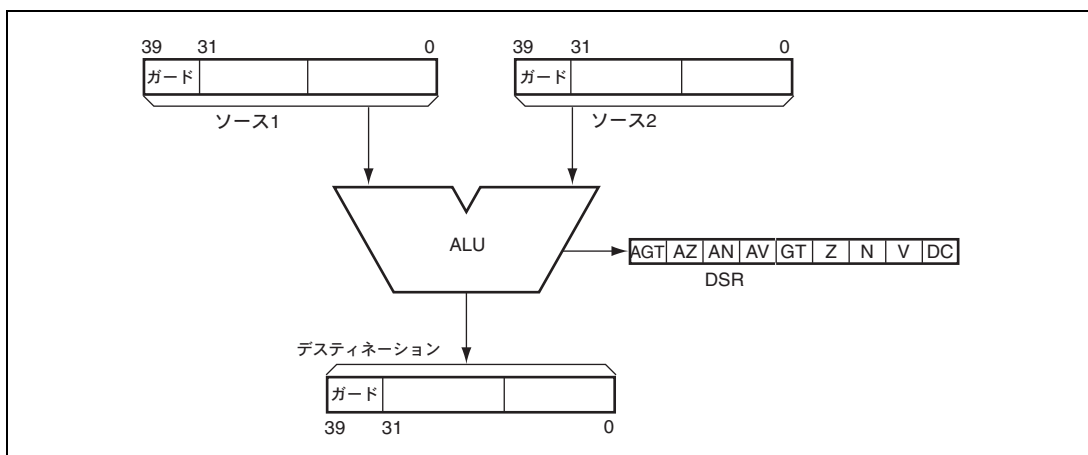 39 31 0 39 31 0
ガード ガード
ソース1 ソース2
ALU
AGT AZ AN AV GT Z N V DC
DSR
デスティネーション
ガード
39 31 0